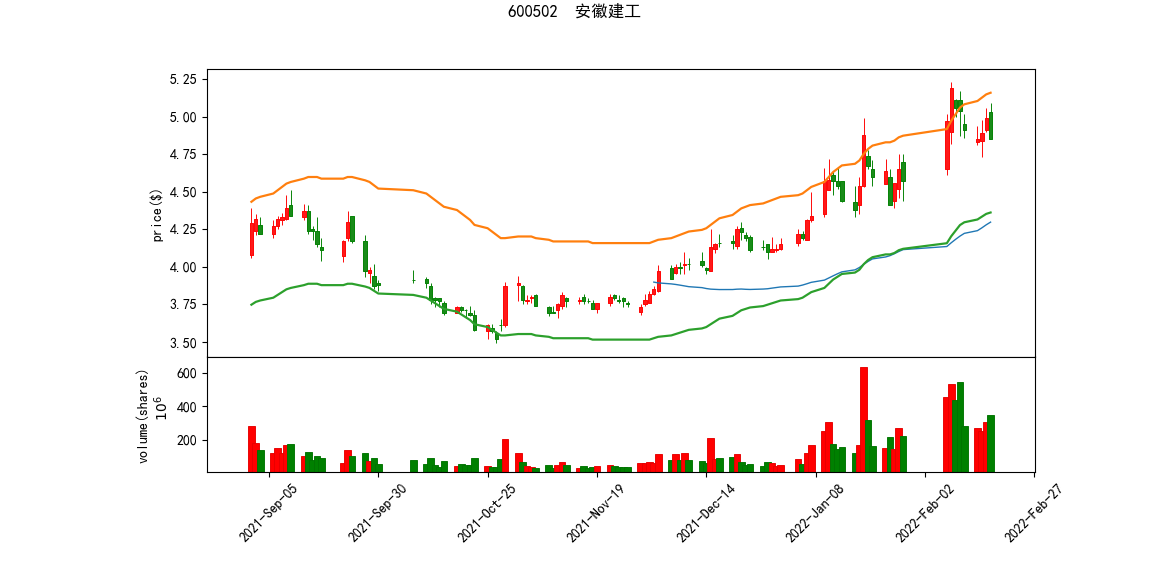 600502 安徽建工
price($)
5.25
5.00
4.75
4.50
4.25
4.00
3.75
3.50
volume(shares)
10^6
600
400
200
2021-Sep-05
2021-Sep-30
2021-Oct-25
2021-Nov-19
2021-Dec-14
2022-Jan-08
2022-Feb-02
2022-Feb-27